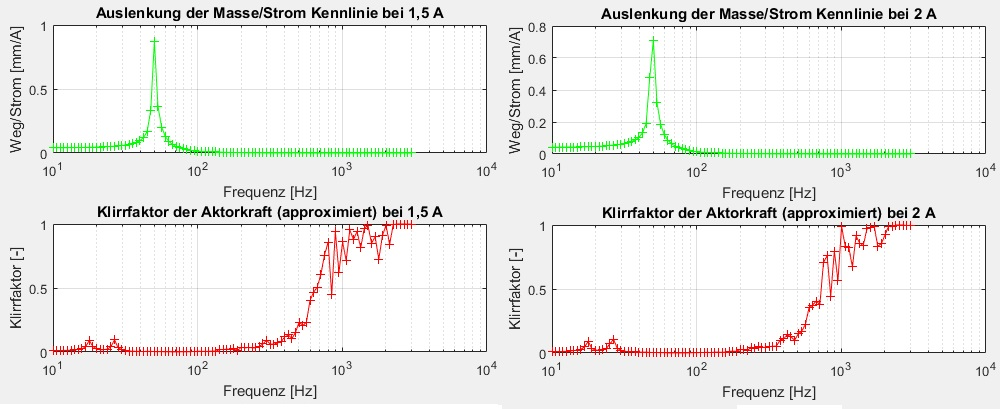 Auslenkung der Masse/Strom Kennlinie bei 1,5 A
Weg/Strom [mm/A]
1
0.5
0
10^1
10^2
10^3
10^4
Frequenz [Hz]
Auslenkung der Masse/Strom Kennlinie bei 2 A
Weg/Strom [mm/A]
0.8
0.6
0.4
0.2
0
10^1
10^2
10^3
10^4
Frequenz [Hz]
Klirrfaktor der Aktorkraft (approximiert) bei 1,5 A
Klirrfaktor [-]
1
0.5
0
10^1
10^2
10^3
10^4
Frequenz [Hz]
Klirrfaktor der Aktorkraft (approximiert) bei 2 A
Klirrfaktor [-]
1
0.5
0
10^1
10^2
10^3
10^4
Frequenz [Hz]